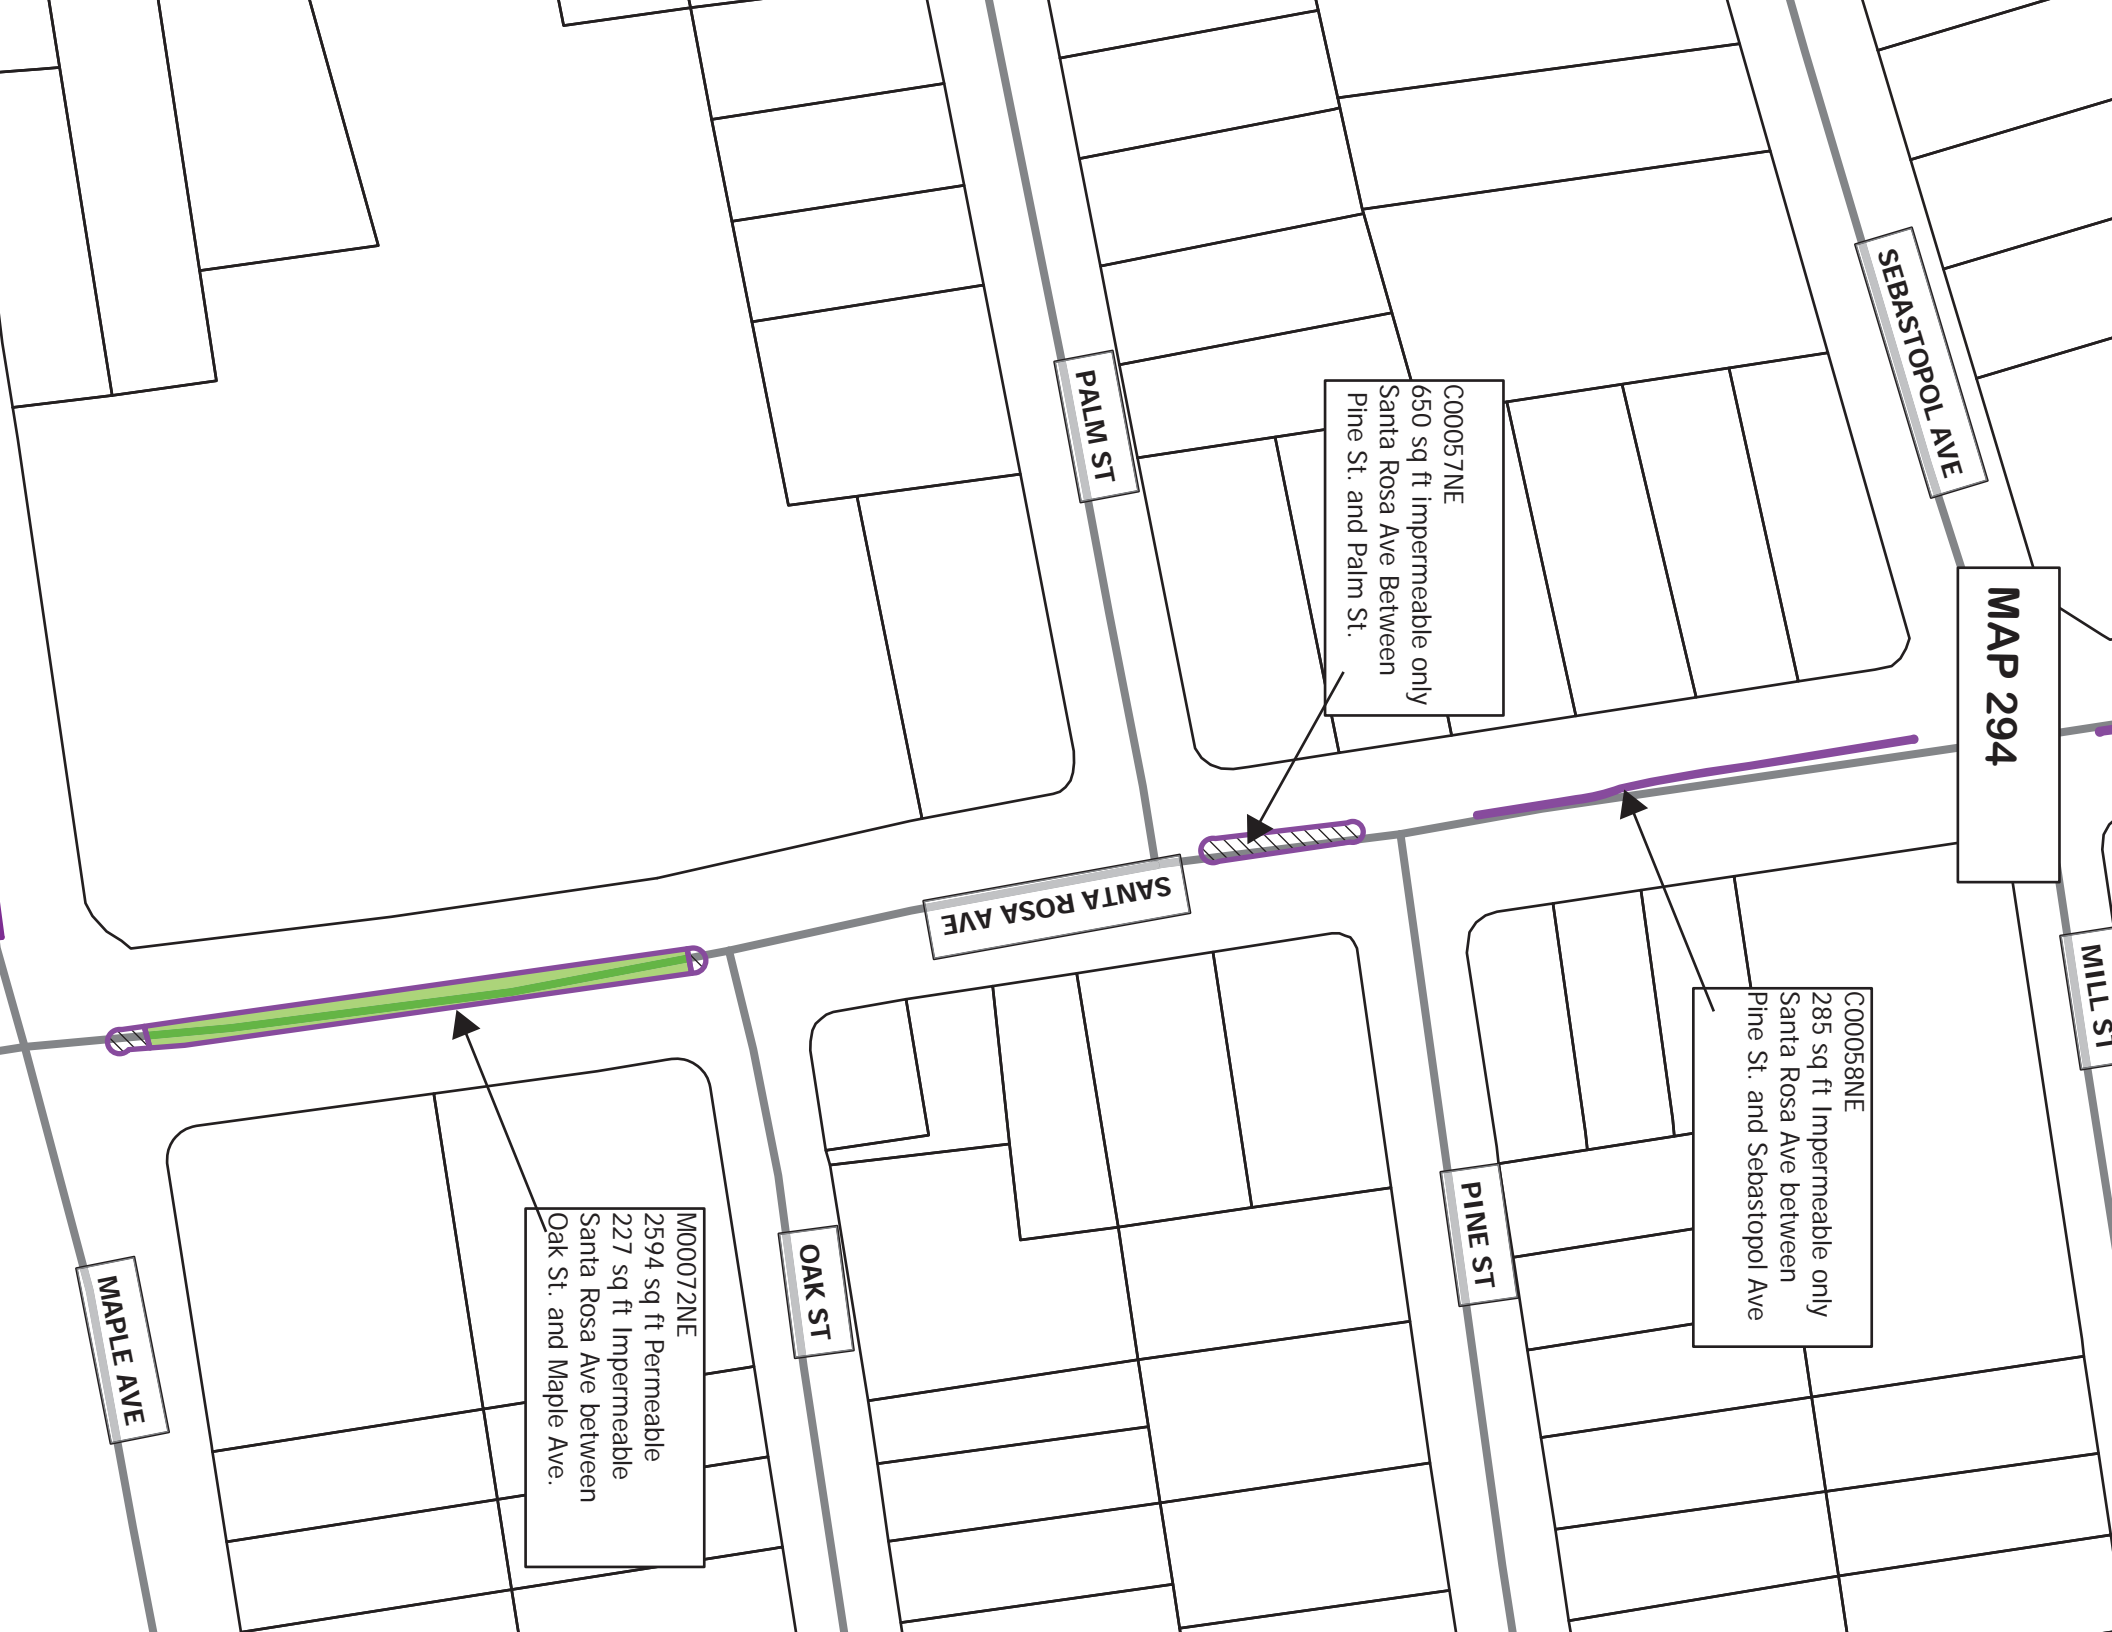 MAP 294
SEBASTOPOL AVE
MILL ST
PALM ST
C00057NE
650 sq ft impermeable only
Santa Rosa Ave Between
Pine St. and Palm St.
SANTA ROSA AVE
C00058NE
285 sq ft Impermeable only
Santa Rosa Ave between
Pine St. and Sebastopol Ave
PINE ST
OAK ST
M00072NE
2594 sq ft Permeable
227 sq ft Impermeable
Santa Rosa Ave between
Oak St. and Maple Ave.
MAPLE AVE